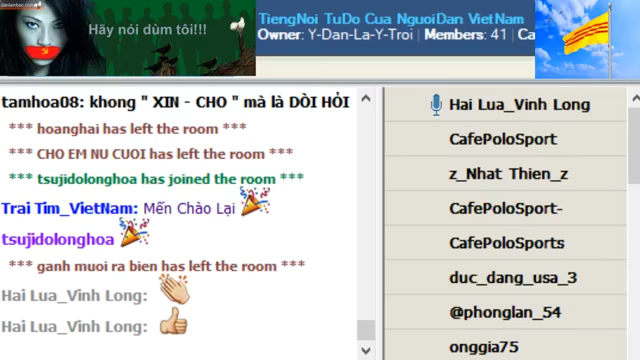 Hãy nói dùm tôi!!!
TiengNoi TuDo Cua NguoiDan VietNam
Owner: Y-Dan-La-Y-Troi | Members: 41 | Ca
tamhoa08: khong " XIN - CHO " mà là DÒI HỎI
*** hoanghai has left the room ***
*** CHO EM NU CUOI has left the room ***
*** tsujidolonghoa has joined the room ***
Trai Tim_VietNam: Mến Chào Lại
tsujidolonghoa
*** ganh muoi ra bien has left the room ***
Hai Lua_Vinh Long:
Hai Lua_Vinh Long:
Hai Lua_Vinh Long
CafePoloSport
z_Nhat Thien_z
CafePoloSport-
CafePoloSports
duc_dang_usa_3
@phonglan_54
onggia75